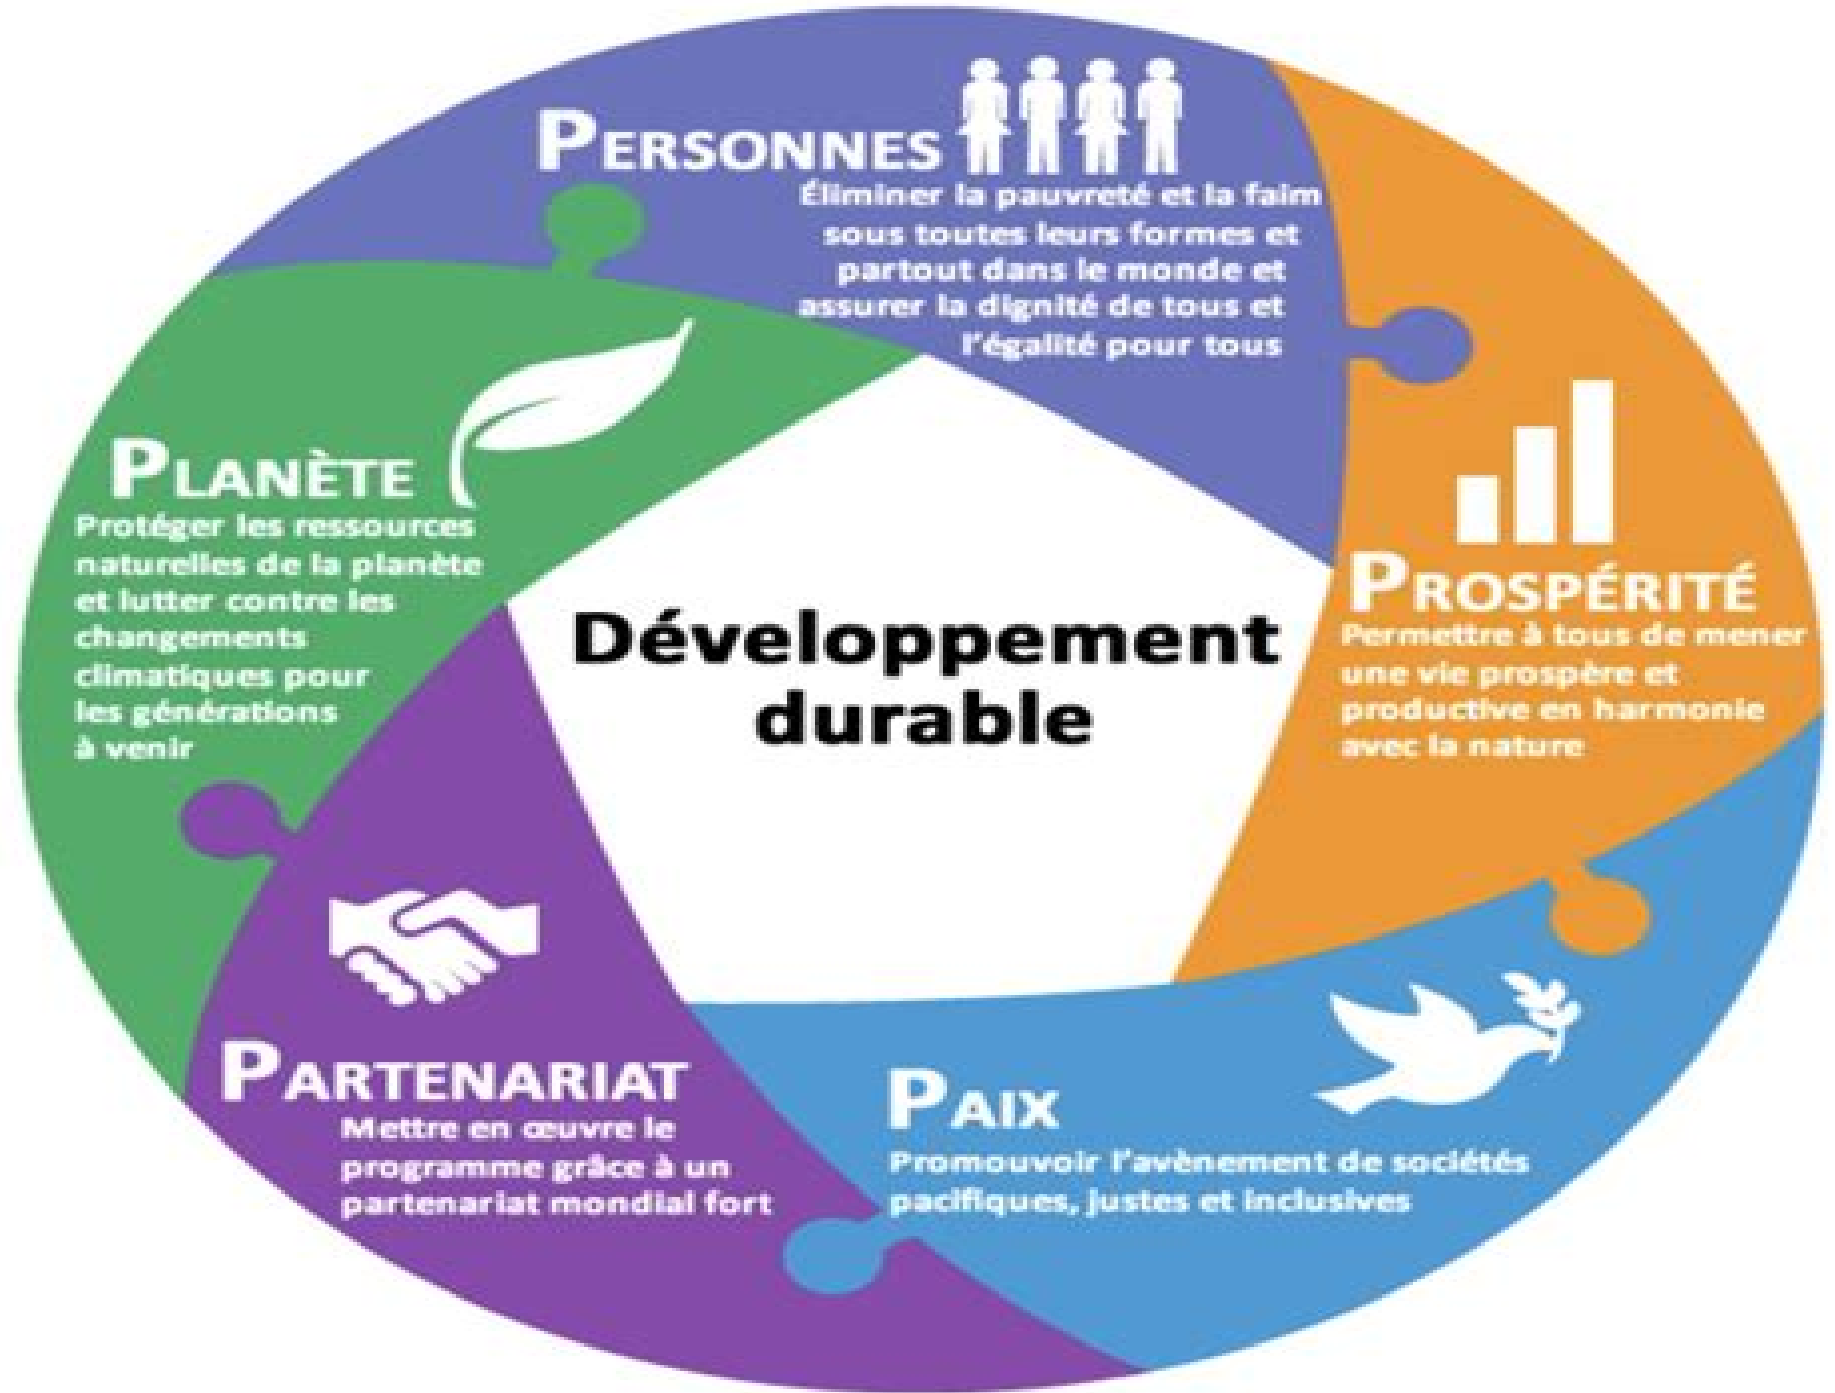 PERSONNES
Éliminer la pauvreté et la faim
sous toutes leurs formes et
partout dans le monde et
assurer la dignité de tous et
l'égalité pour tous
PROSPÉRITÉ
Permettre à tous de mener
une vie prospère et
productive en harmonie
avec la nature
PAIX
Promouvoir l'avènement de sociétés
pacifiques, justes et inclusives
PARTENARIAT
Mettre en œuvre le
programme grâce à un
partenariat mondial fort
PLANÈTE
Protéger les ressources
naturelles de la planète
et lutter contre les
changements
climatiques pour
les générations
à venir
Développement
durable